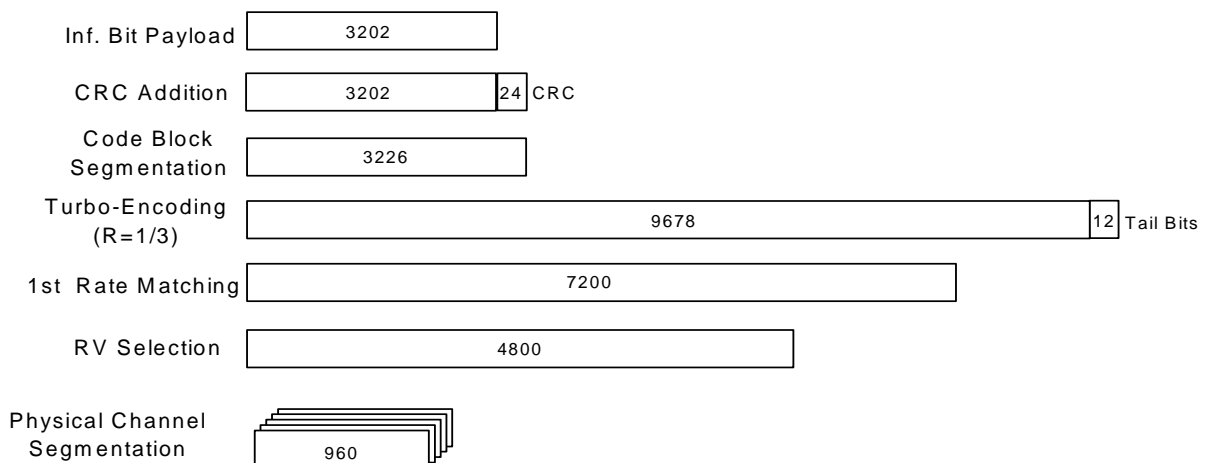 Inf. Bit Payload 3202
CRC Addition 3202 24 CRC
Code Block
Segmentation 3226
Turbo-Encoding
(R=1/3) 9678 12 Tail Bits
1st Rate Matching 7200
RV Selection 4800
Physical Channel
Segmentation 960